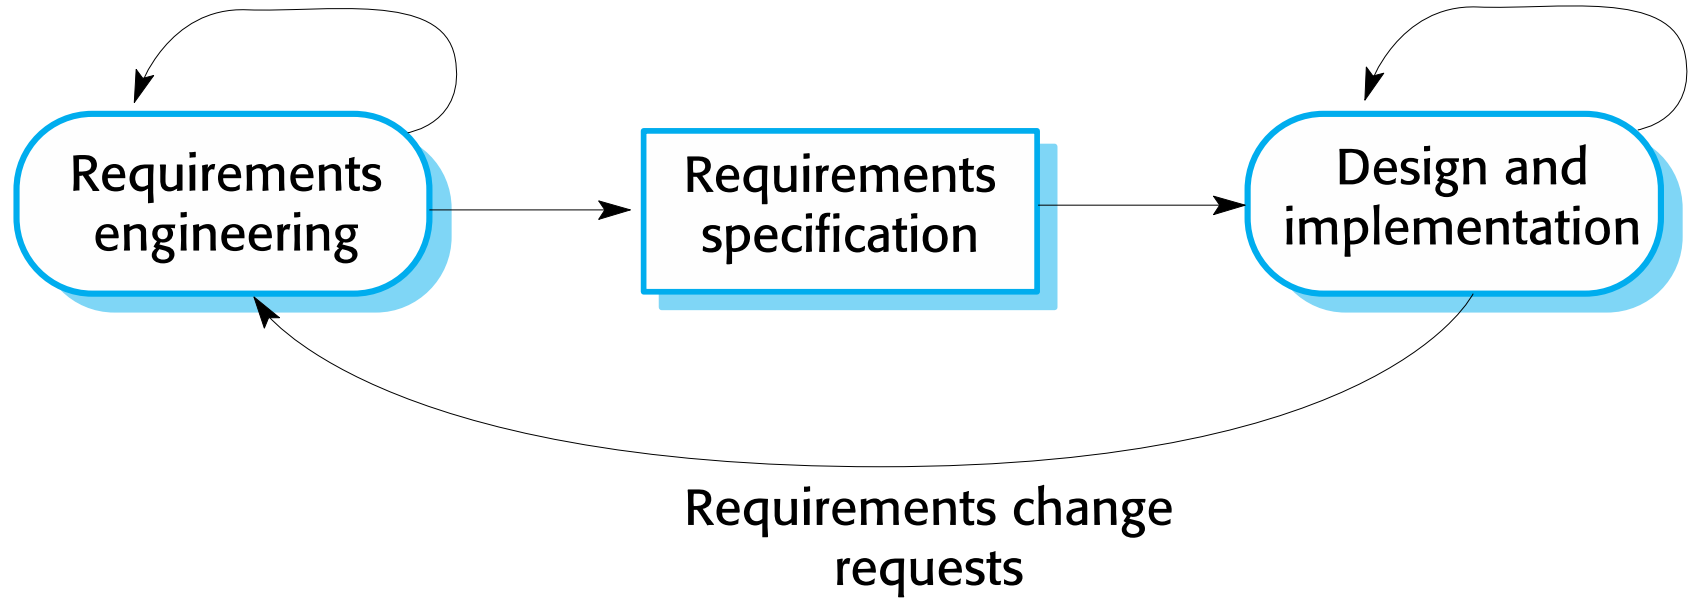 Requirements
engineering
Requirements
specification
Design and
implementation
Requirements change
requests